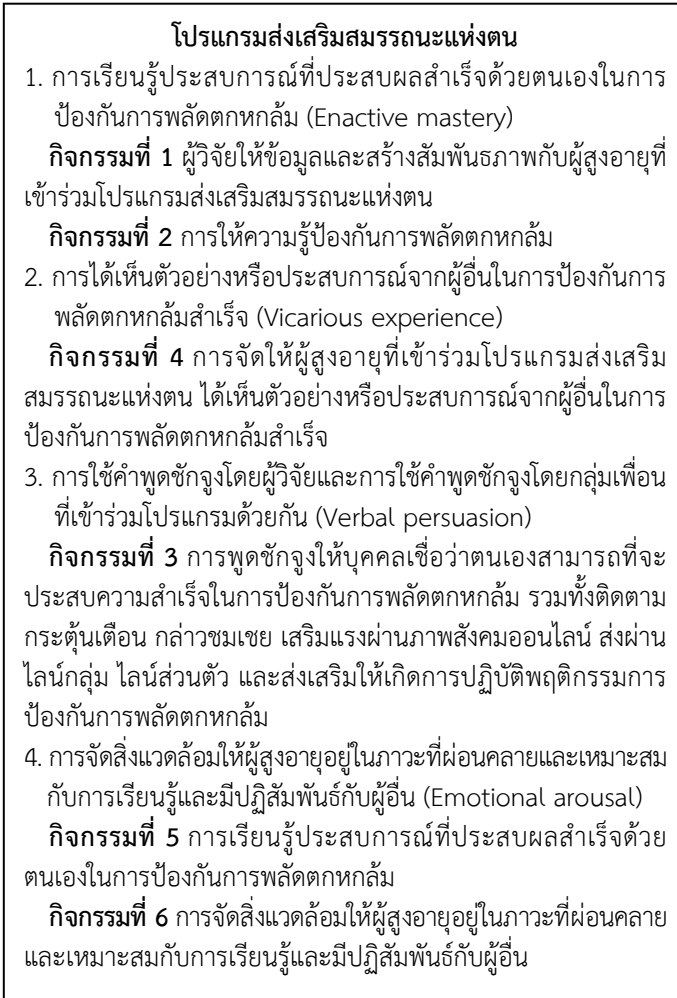 โปรแกรมส่งเสริมสมรรถนะแห่งตน
1. การเรียนรู้ประสบการณ์ที่ประสบผลสำเร็จด้วยตนเองในการ
ป้องกันการพลัดตกหกล้ม (Enactive mastery)
กิจกรรมที่ 1 ผู้วิจัยให้ข้อมูลและสร้างสัมพันธภาพกับผู้สูงอายุที่
เข้าร่วมโปรแกรมส่งเสริมสมรรถนะแห่งตน
กิจกรรมที่ 2 การให้ความรู้ป้องกันการพลัดตกหกล้ม
2. การได้เห็นตัวอย่างหรือประสบการณ์จากผู้อื่นในการป้องกันการ
พลัดตกหกล้มสำเร็จ (Vicarious experience)
กิจกรรมที่ 4 การจัดให้ผู้สูงอายุที่เข้าร่วมโปรแกรมส่งเสริม
สมรรถนะแห่งตน ได้เห็นตัวอย่างหรือประสบการณ์จากผู้อื่นในการ
ป้องกันการพลัดตกหกล้มสำเร็จ
3. การใช้คำพูดชักจูงโดยผู้วิจัยและการใช้คำพูดชักจูงโดยกลุ่มเพื่อน
ที่เข้าร่วมโปรแกรมด้วยกัน (Verbal persuasion)
กิจกรรมที่ 3 การพูดชักจูงให้บุคคลเชื่อว่าตนเองสามารถที่จะ
ประสบความสำเร็จในการป้องกันการพลัดตกหกล้ม รวมทั้งติดตาม
กระตุ้นเตือน กล่าวชมเชย เสริมแรงผ่านภาพสังคมออนไลน์ ส่งผ่าน
ไลน์กลุ่ม ไลน์ส่วนตัว และส่งเสริมให้เกิดการปฏิบัติพฤติกรรมการ
ป้องกันการพลัดตกหกล้ม
4. การจัดสิ่งแวดล้อมให้ผู้สูงอายุอยู่ในภาวะที่ผ่อนคลายและเหมาะสม
กับการเรียนรู้และมีปฏิสัมพันธ์กับผู้อื่น (Emotional arousal)
กิจกรรมที่ 5 การเรียนรู้ประสบการณ์ที่ประสบผลสำเร็จด้วย
ตนเองในการป้องกันการพลัดตกหกล้ม
กิจกรรมที่ 6 การจัดสิ่งแวดล้อมให้ผู้สูงอายุอยู่ในภาวะที่ผ่อนคลาย
และเหมาะสมกับการเรียนรู้และมีปฏิสัมพันธ์กับผู้อื่น